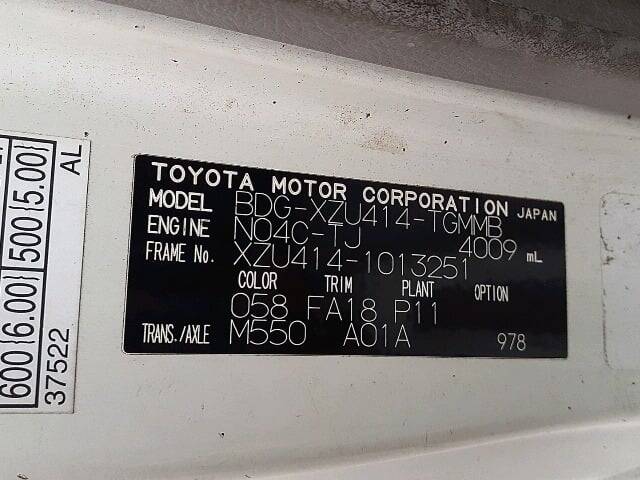 TOYOTA MOTOR CORPORATION JAPAN
MODEL BDG-XZU414-TGMMB
ENGINE N04C-TJ 4009 mL
FRAME No. XZU414-1013251
COLOR TRIM PLANT OPTION
058 FA18 P11
TRANS./AXLE M550 A01A 978
600 (6.00) 500 (5.00)
37522 AL